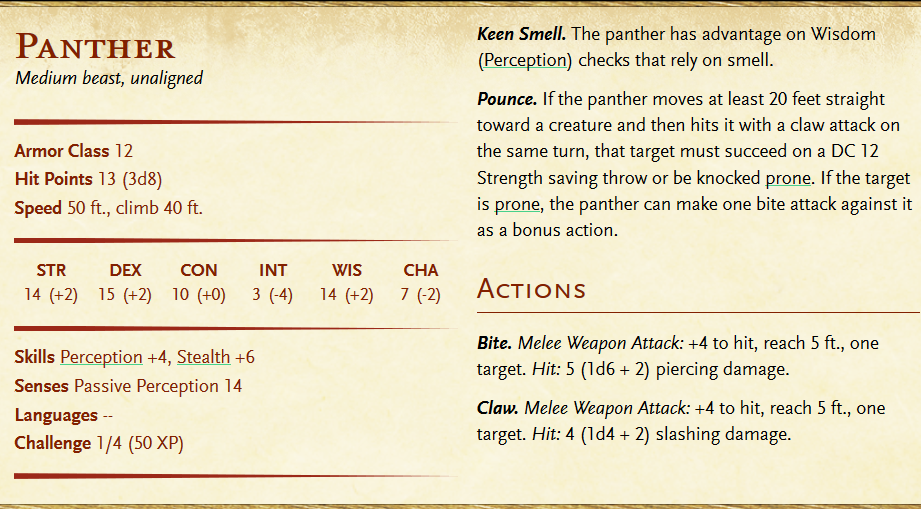 PANTHER
Medium beast, unaligned
Armor Class 12
Hit Points 13 (3d8)
Speed 50 ft., climb 40 ft.
STR DEX CON INT WIS CHA
14 (+2) 15 (+2) 10 (+0) 3 (-4) 14 (+2) 7 (-2)
Skills Perception +4, Stealth +6
Senses Passive Perception 14
Languages --
Challenge 1/4 (50 XP)
Keen Smell. The panther has advantage on Wisdom
(Perception) checks that rely on smell.
Pounce. If the panther moves at least 20 feet straight
toward a creature and then hits it with a claw attack on
the same turn, that target must succeed on a DC 12
Strength saving throw or be knocked prone. If the target
is prone, the panther can make one bite attack against it
as a bonus action.
ACTIONS
Bite. Melee Weapon Attack: +4 to hit, reach 5 ft., one
target. Hit: 5 (1d6 + 2) piercing damage.
Claw. Melee Weapon Attack: +4 to hit, reach 5 ft., one
target. Hit: 4 (1d4 + 2) slashing damage.